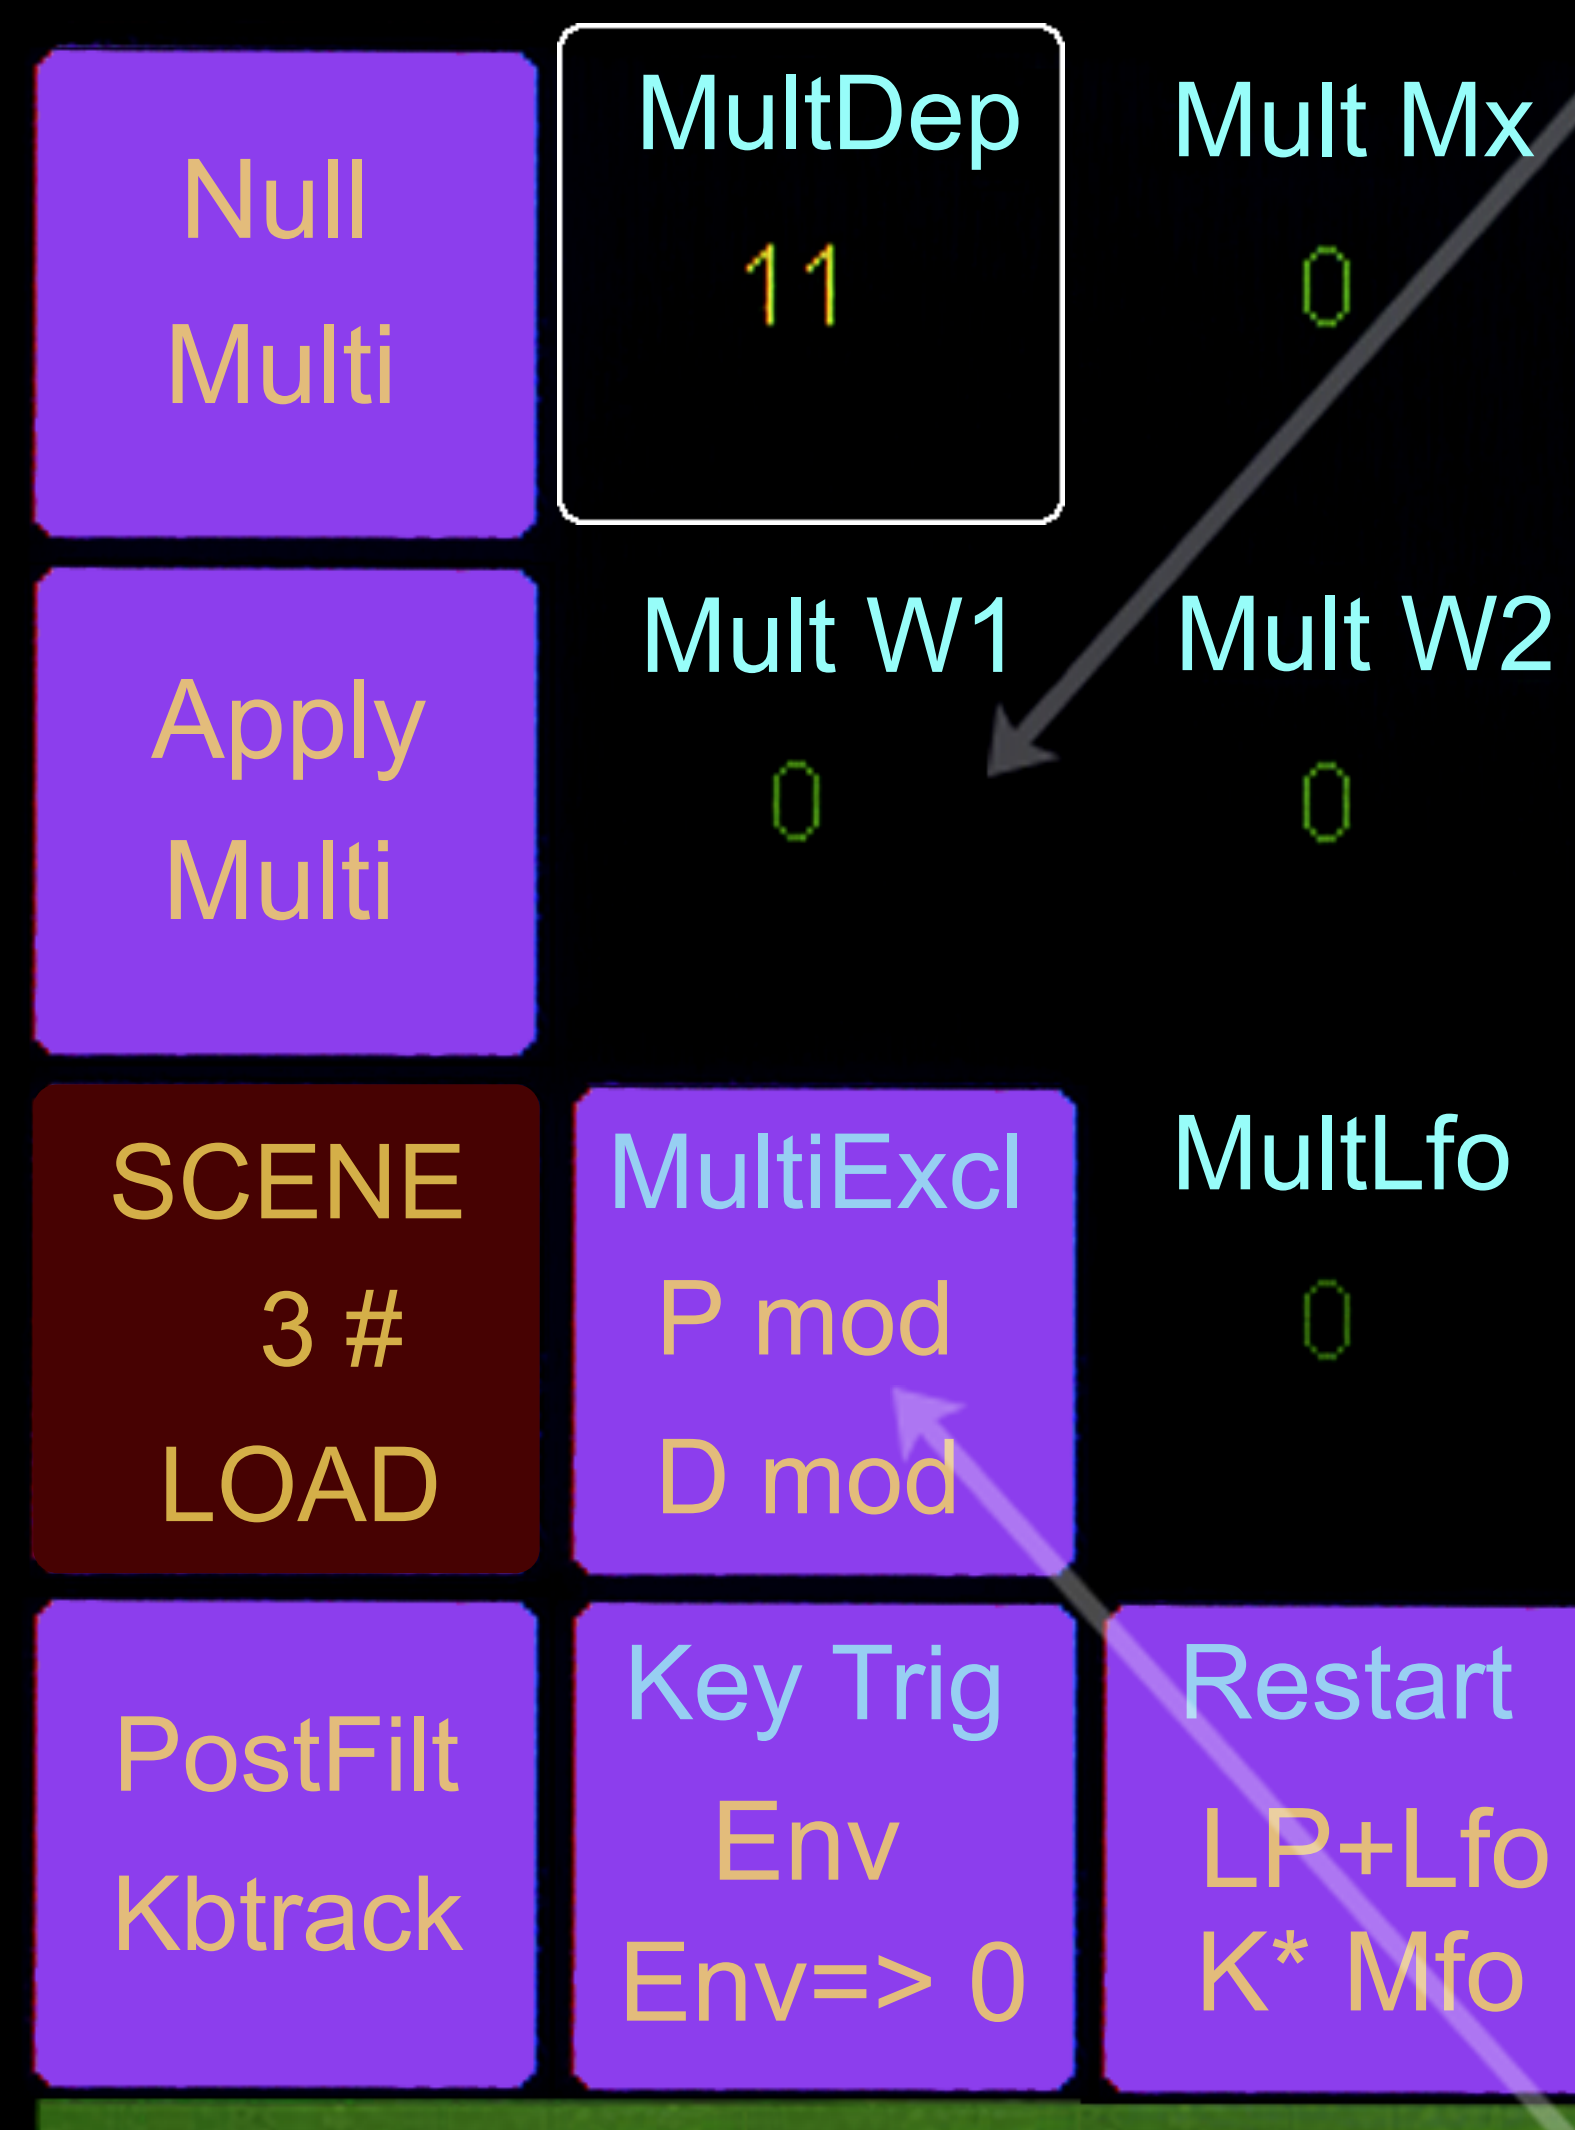 Null
Multi
MultDep
11
Mult Mx
0
Apply
Multi
Mult W1
0
Mult W2
0
SCENE
3 #
LOAD
MultiExcl
P mod
D mod
MultLfo
0
PostFilt
Kbtrack
Key Trig
Env
Env=> 0
Restart
LP+Lfo
K* Mfo